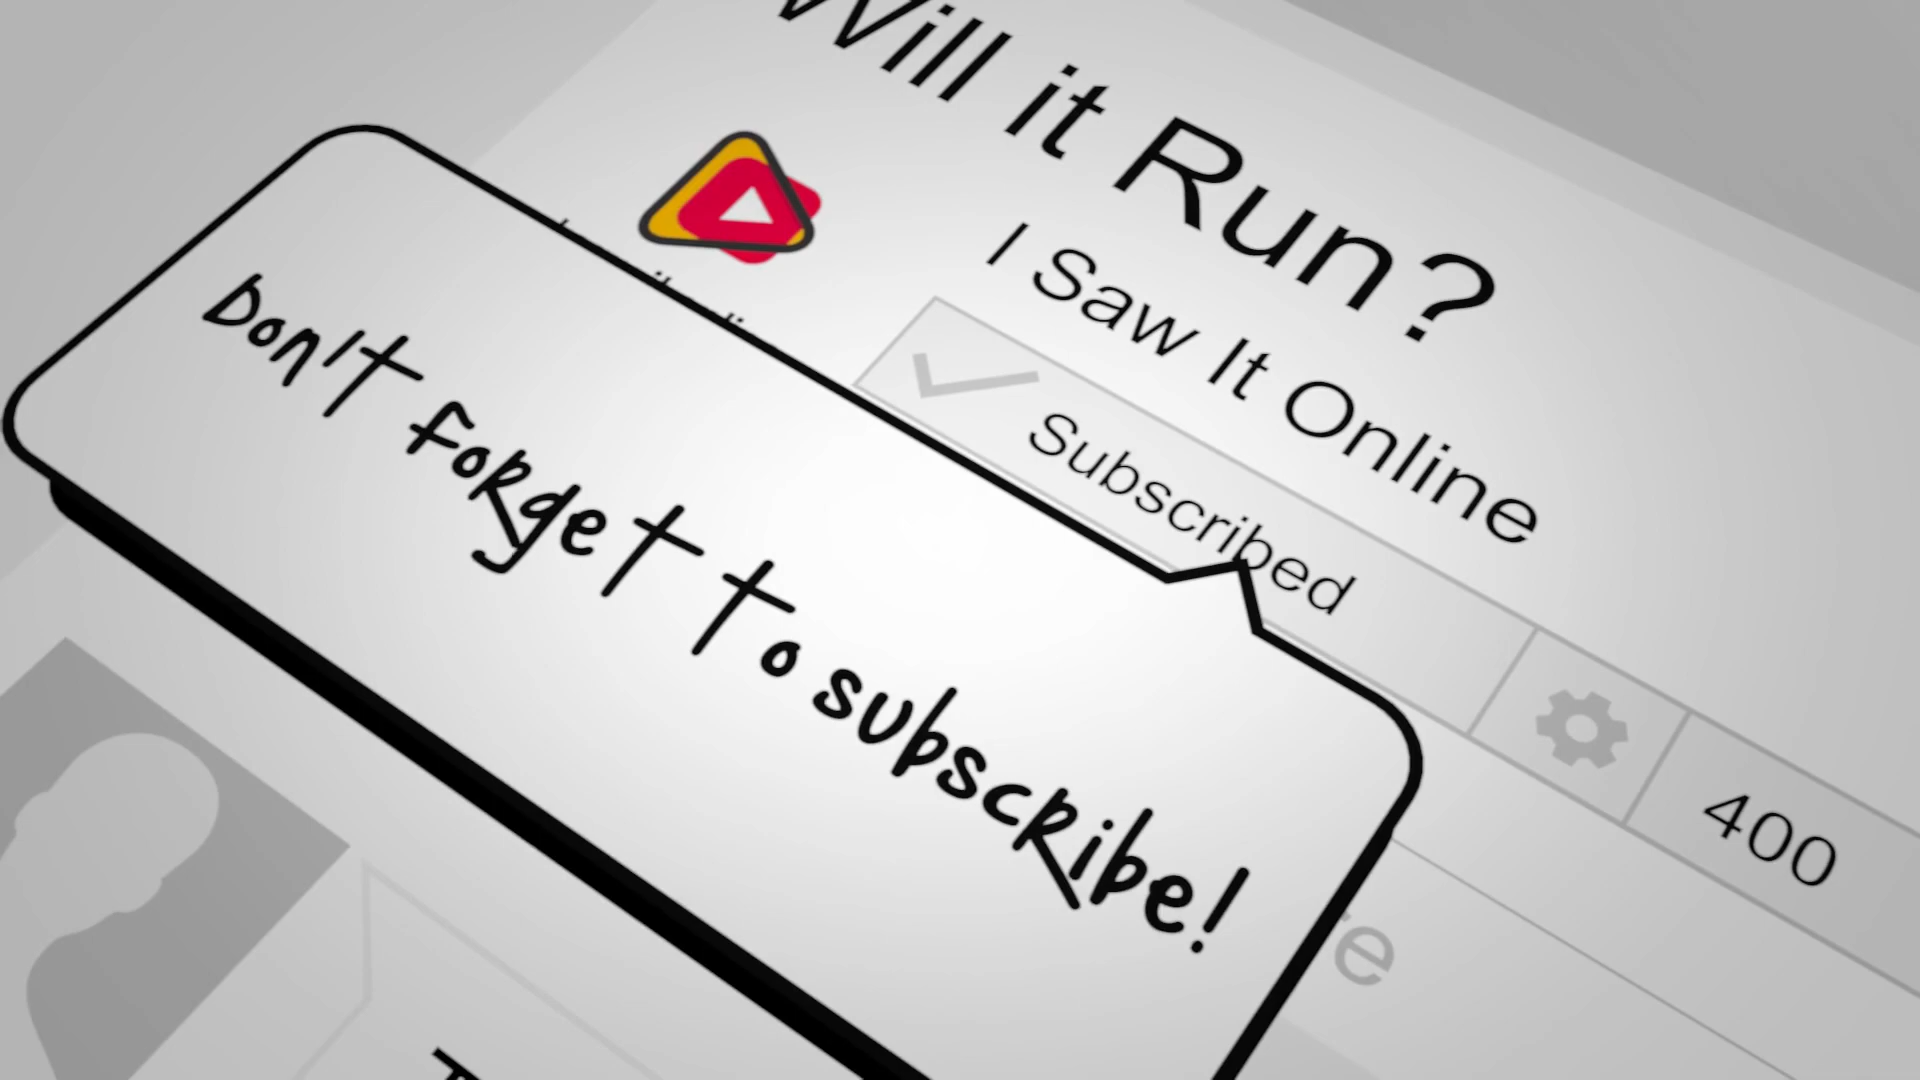 Will it Run?
I Saw It Online
Subscribed
400
Don't forget to subscribe!